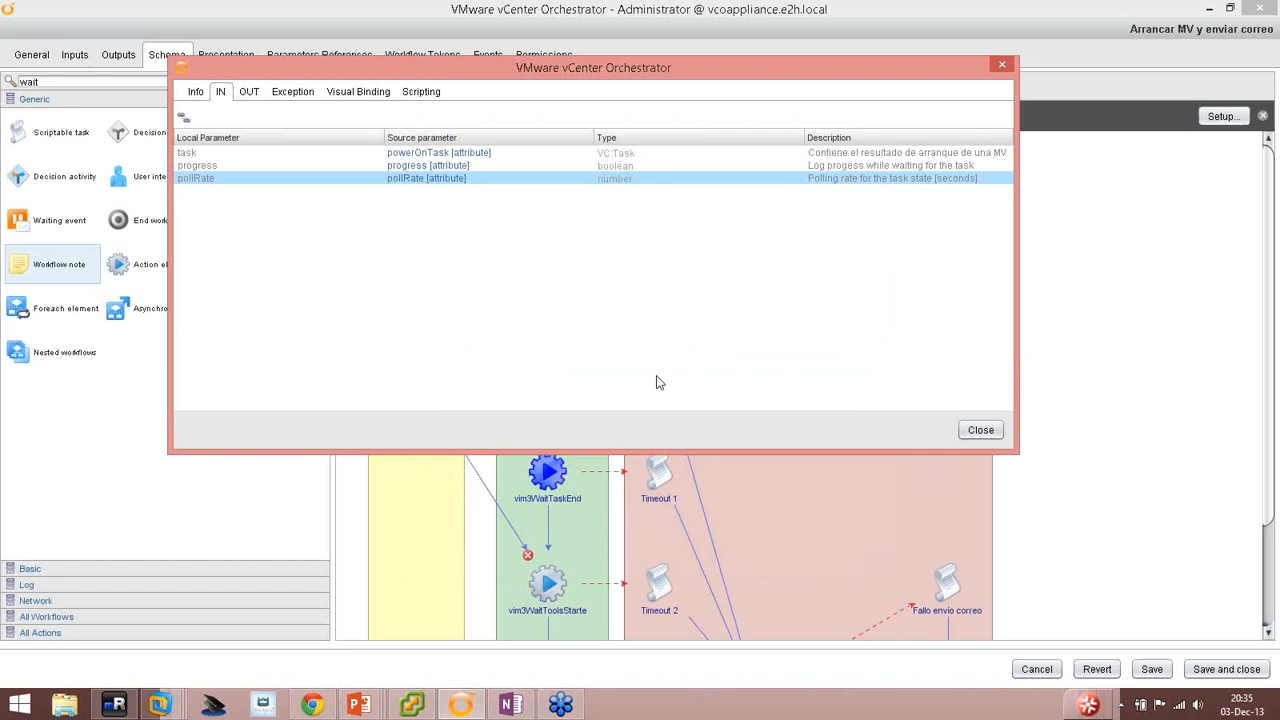 VMware vCenter Orchestrator - Administrator @ vcoappliance.e2h.local
Arrancar MV y enviar correo
General Inputs Outputs Schema Presentation Parameters References Workflow Tokens Events Permissions
wait
Generic
Scriptable task Decision
Decision activity User inte
Waiting event End work
Workflow note Action el
Foreach element Asynchro
Nested workflows
Setup...
VMware vCenter Orchestrator
Info IN OUT Exception Visual Binding Scripting
Local Parameter Source parameter Type Description
task powerOnTask [attribute] VC:Task Contiene el resultado de arranque de una MV
progress progress [attribute] boolean Log progess while waiting for the task
pollRate pollRate [attribute] number Polling rate for the task state [seconds]
Close
vim3WaitTaskEnd Timeout 1
vim3WaitToolsStarte Timeout 2 Fallo envío correo
Basic
Log
Network
All Workflows
All Actions
Cancel Revert Save Save and close
20:35
03-Dec-13